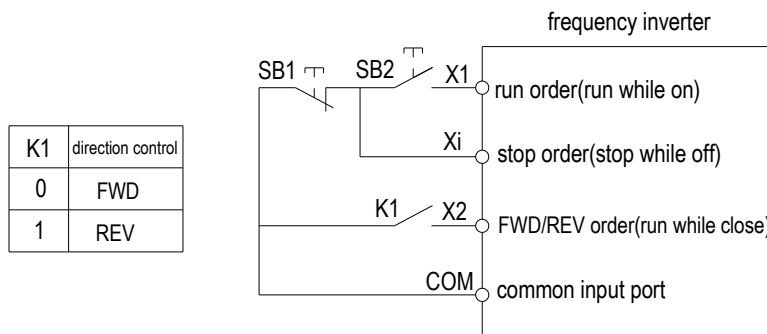 frequency inverter
SB1 SB2 X1
run order(run while on)
Xi
stop order(stop while off)
K1 X2
FWD/REV order(run while close)
COM
common input port
K1 direction control
0 FWD
1 REV